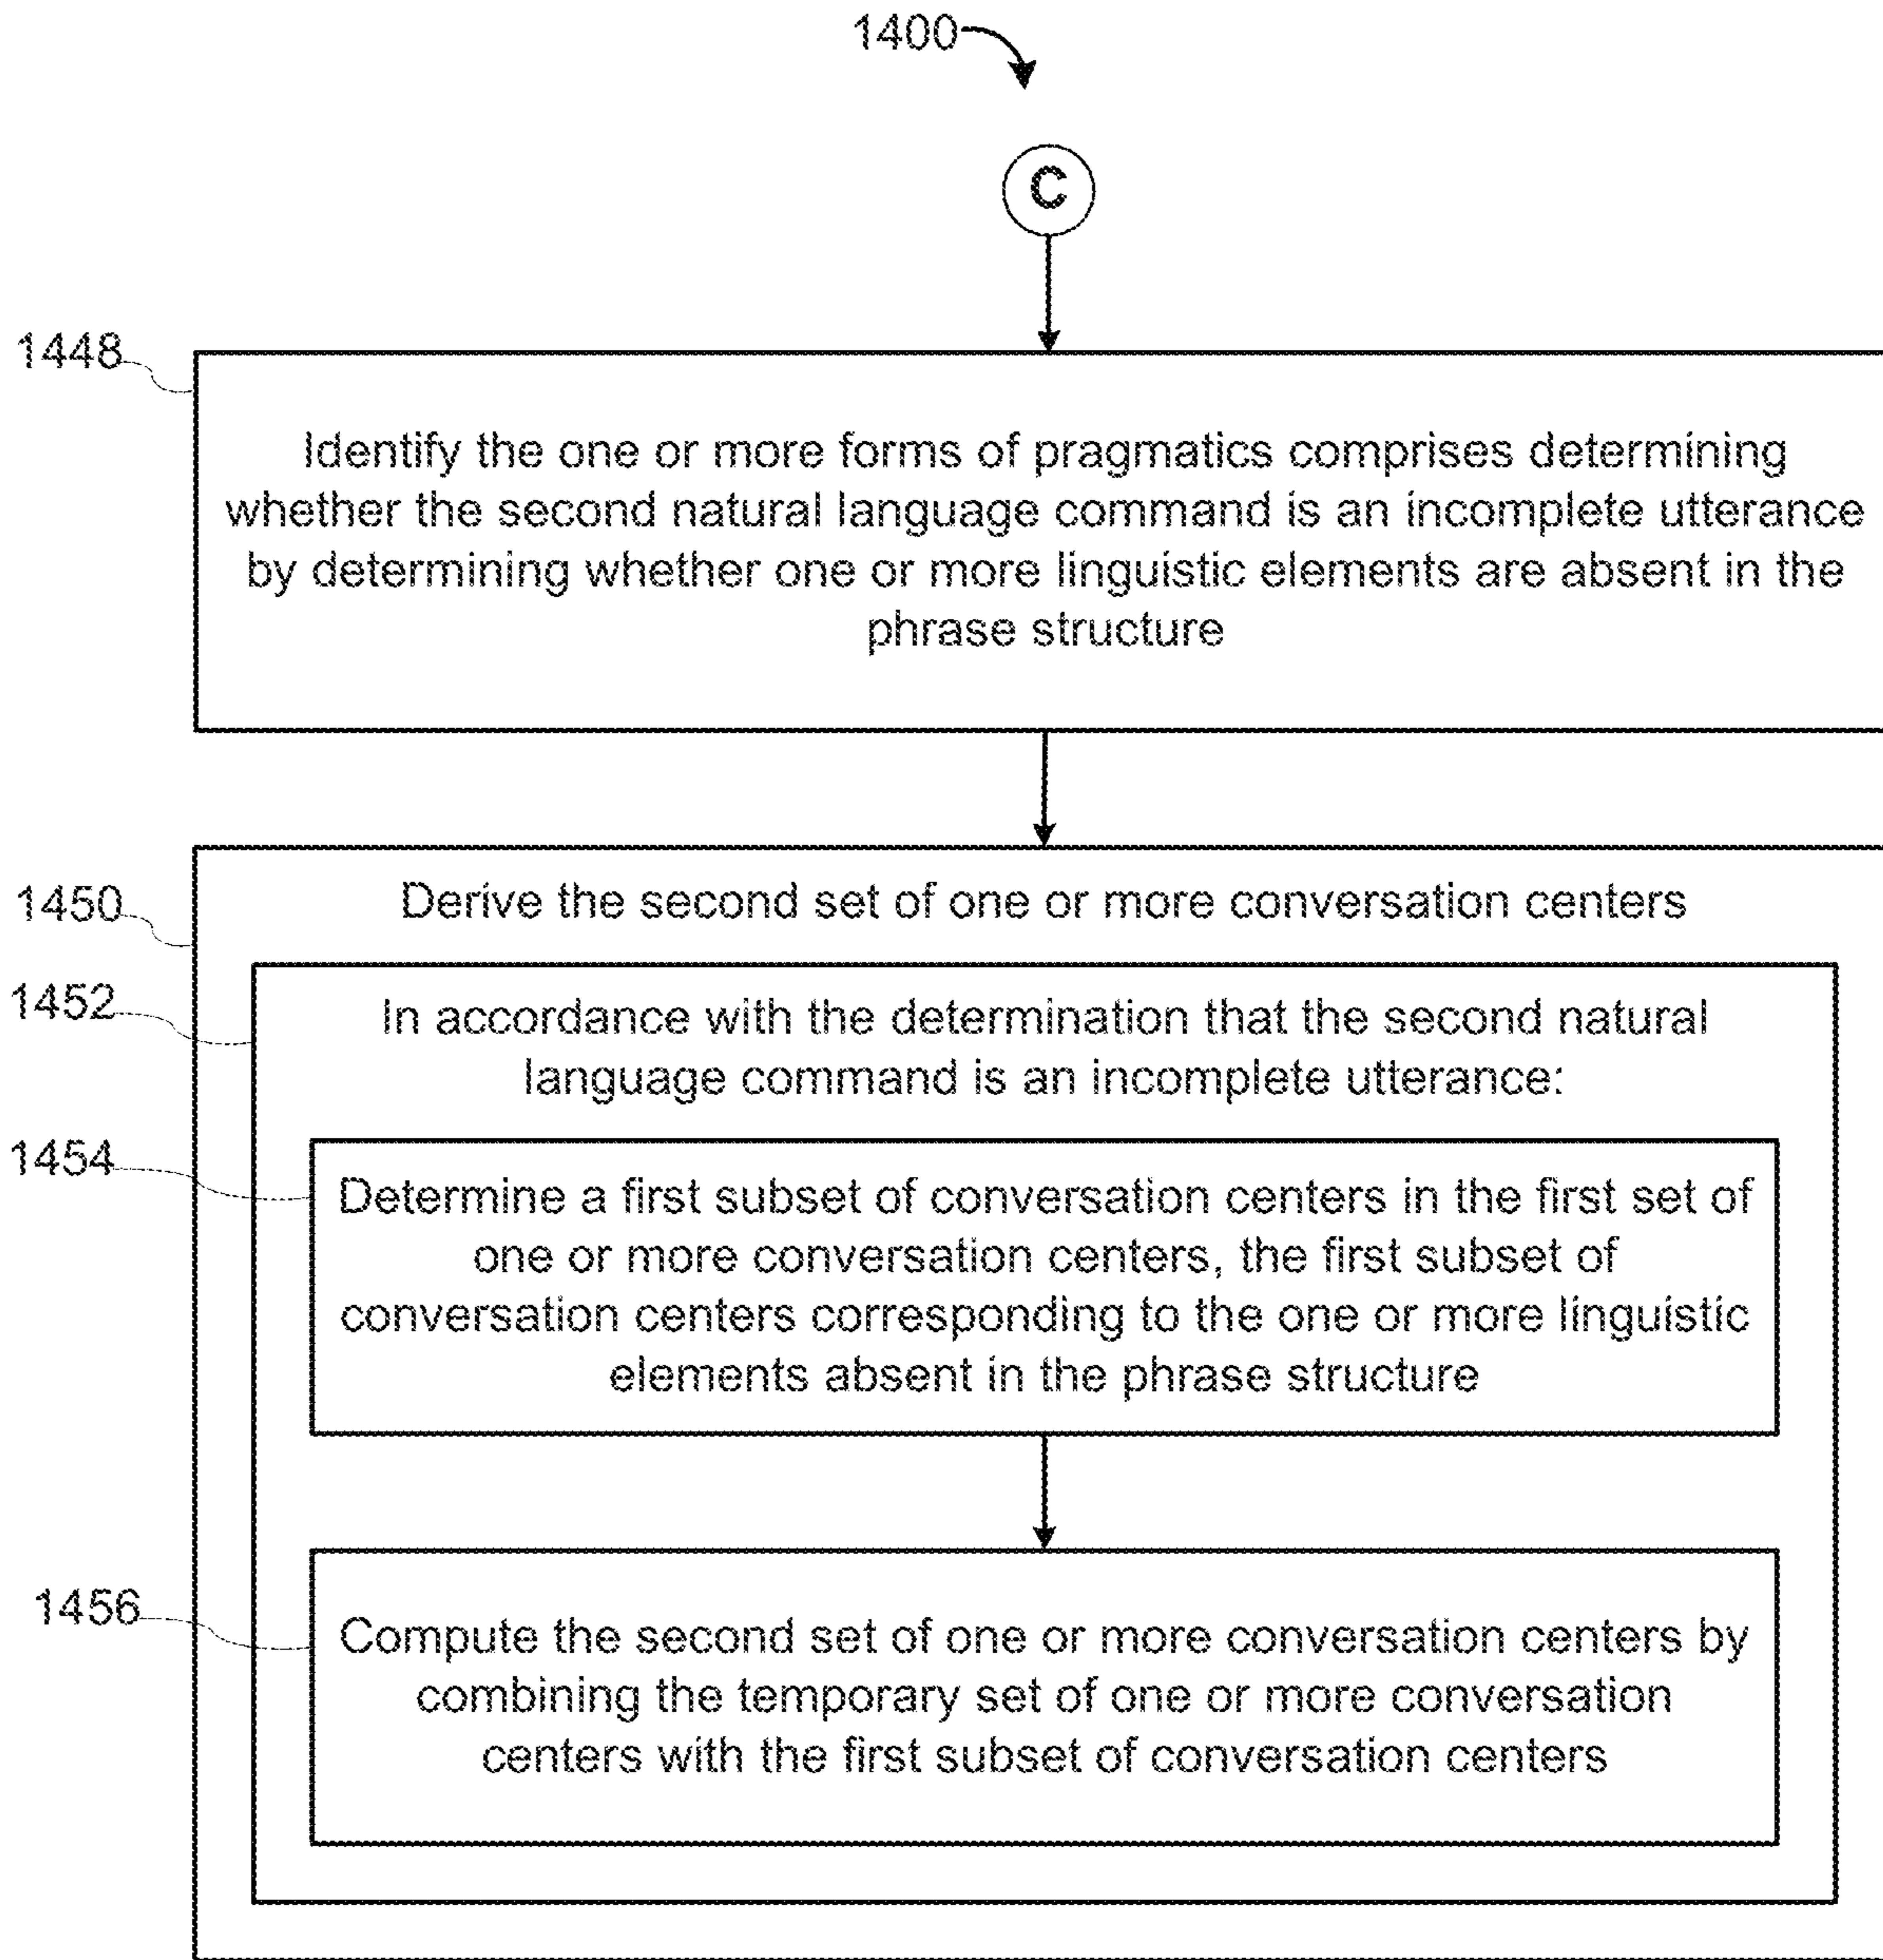 1400
C
1448
Identify the one or more forms of pragmatics comprises determining
whether the second natural language command is an incomplete utterance
by determining whether one or more linguistic elements are absent in the
phrase structure
1450
Derive the second set of one or more conversation centers
1452
In accordance with the determination that the second natural
language command is an incomplete utterance:
1454
Determine a first subset of conversation centers in the first set of
one or more conversation centers, the first subset of
conversation centers corresponding to the one or more linguistic
elements absent in the phrase structure
1456
Compute the second set of one or more conversation centers by
combining the temporary set of one or more conversation
centers with the first subset of conversation centers